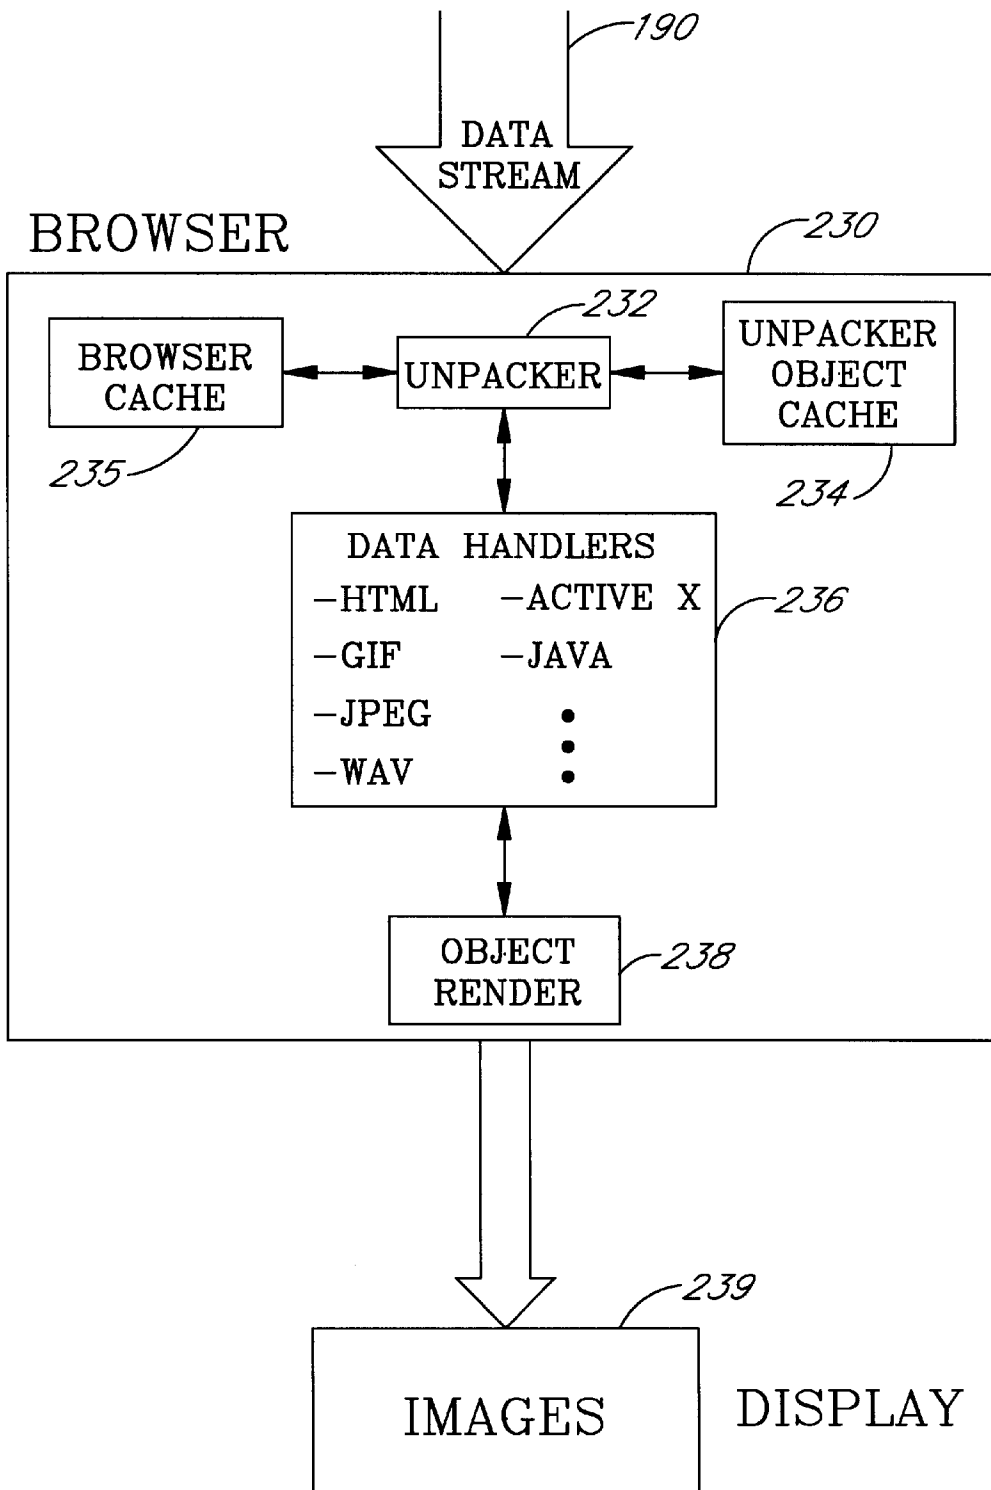 190
DATA
STREAM
BROWSER
230
232
BROWSER
CACHE
UNPACKER
UNPACKER
OBJECT
CACHE
235
234
DATA HANDLERS
-HTML -ACTIVE X
-GIF -JAVA
-JPEG
-WAV
236
OBJECT
RENDER
238
239
IMAGES
DISPLAY